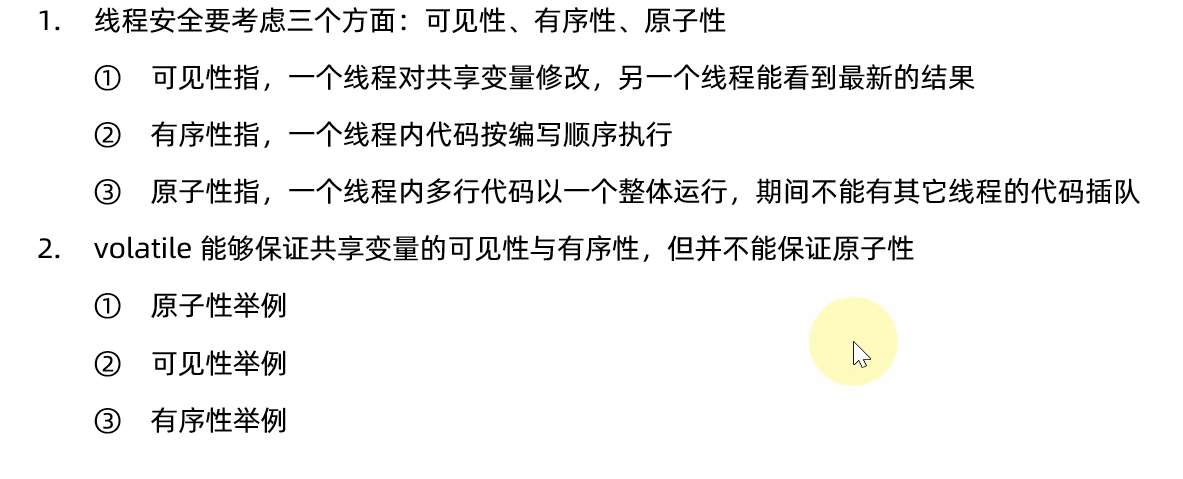 1. 线程安全要考虑三个方面：可见性、有序性、原子性
① 可见性指，一个线程对共享变量修改，另一个线程能看到最新的结果
② 有序性指，一个线程内代码按编写顺序执行
③ 原子性指，一个线程内多行代码以一个整体运行，期间不能有其它线程的代码插队
2. volatile 能够保证共享变量的可见性与有序性，但并不能保证原子性
① 原子性举例
② 可见性举例
③ 有序性举例